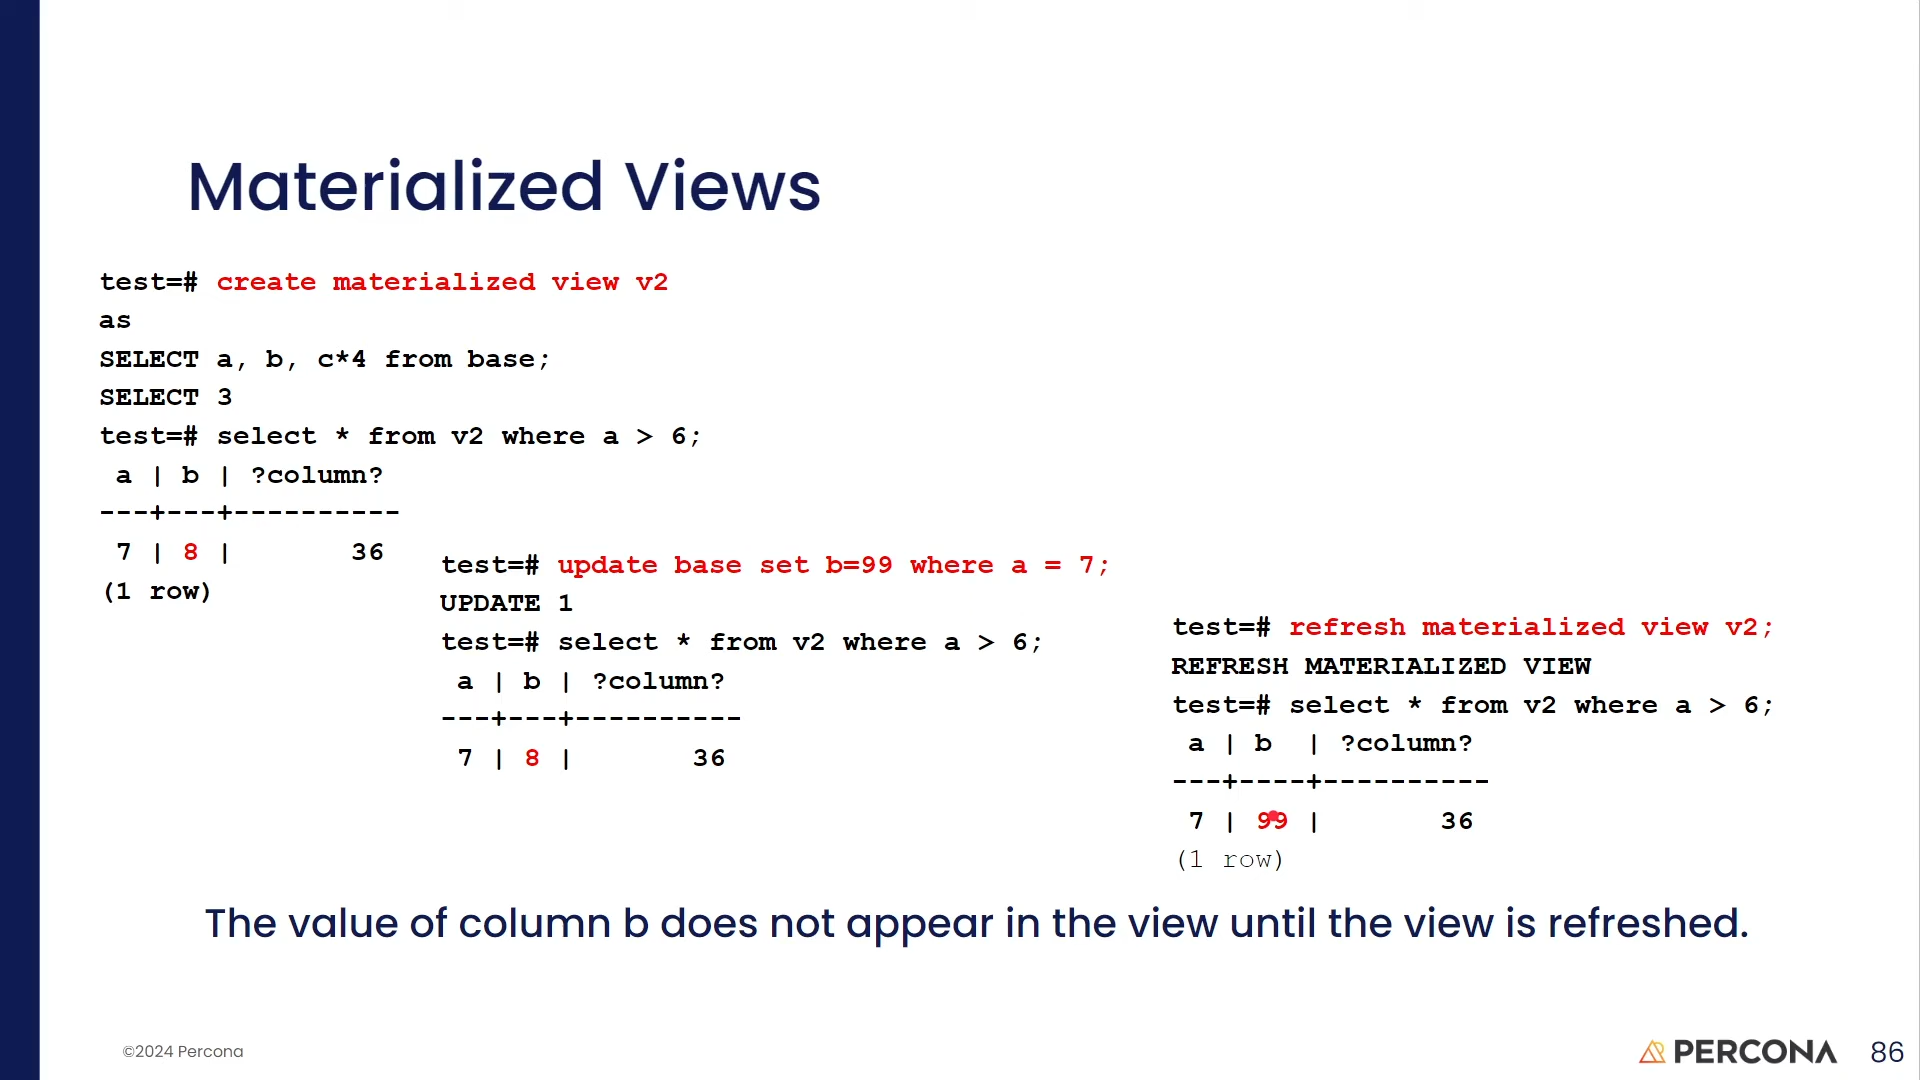 Materialized Views
test=# create materialized view v2
as
SELECT a, b, c*4 from base;
SELECT 3
test=# select * from v2 where a > 6;
 a | b | ?column?
---+---+----------
 7 | 8 |       36
(1 row)
test=# update base set b=99 where a = 7;
UPDATE 1
test=# select * from v2 where a > 6;
 a | b | ?column?
---+---+----------
 7 | 8 |       36
test=# refresh materialized view v2;
REFRESH MATERIALIZED VIEW
test=# select * from v2 where a > 6;
 a | b  | ?column?
---+----+----------
 7 | 99 |       36
(1 row)
The value of column b does not appear in the view until the view is refreshed.
©2024 Percona
PERCONA
86